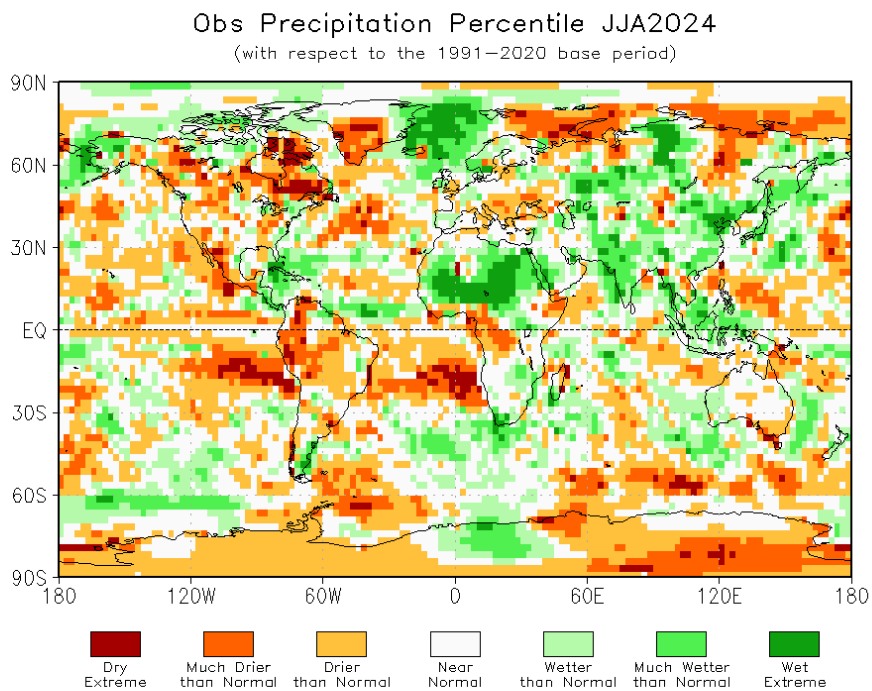 Obs Precipitation Percentile JJA2024
(with respect to the 1991–2020 base period)
90N
60N
30N
EQ
30S
60S
90S
180 120W 60W 0 60E 120E 180
Dry Extreme
Much Drier than Normal
Drier than Normal
Near Normal
Wetter than Normal
Much Wetter than Normal
Wet Extreme